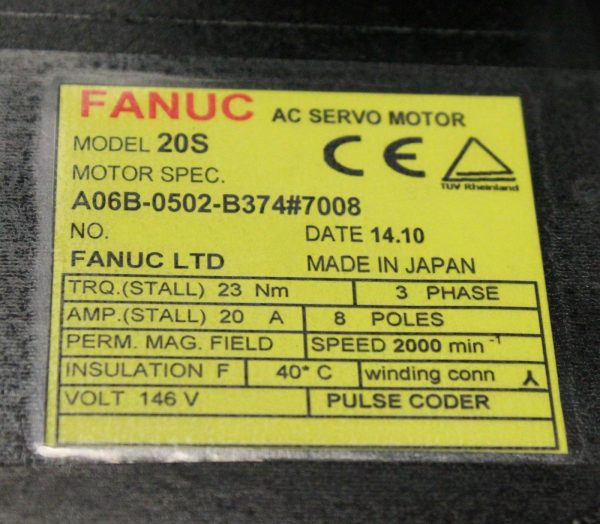 FANUC AC SERVO MOTOR
MODEL 20S
MOTOR SPEC.
CE
TUV Rheinland
A06B-0502-B374#7008
NO. DATE 14.10
FANUC LTD MADE IN JAPAN
TRQ.(STALL) 23 Nm 3 PHASE
AMP.(STALL) 20 A 8 POLES
PERM. MAG. FIELD SPEED 2000 min⁻¹
INSULATION F 40* C winding conn
VOLT 146 V PULSE CODER